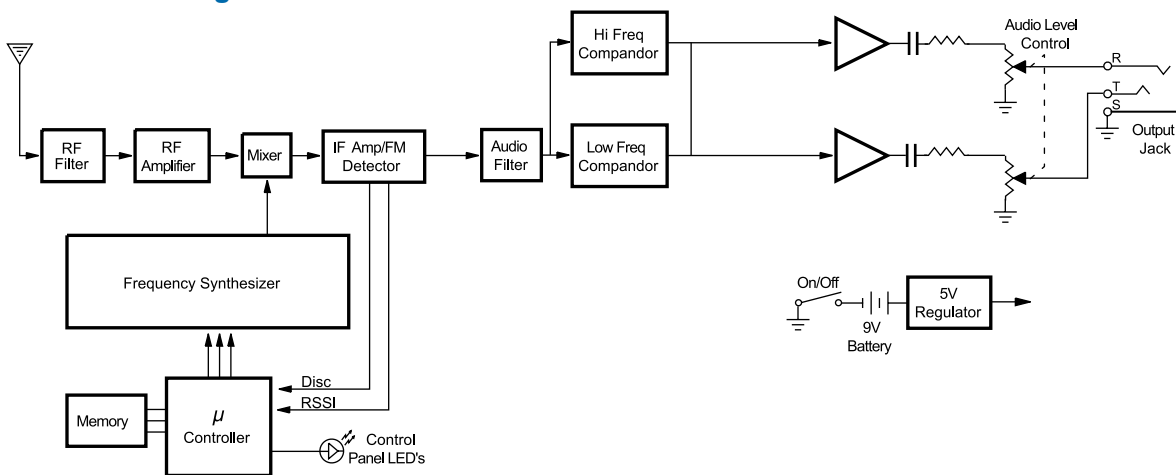 Hi Freq
Compandor
Audio Level
Control
R
T
S
Output
Jack
RF
Filter
RF
Amplifier
Mixer
IF Amp/FM
Detector
Audio
Filter
Low Freq
Compandor
Frequency Synthesizer
On/Off
9V
Battery
5V
Regulator
Disc
RSSI
Memory
μ
Controller
Control
Panel LED's